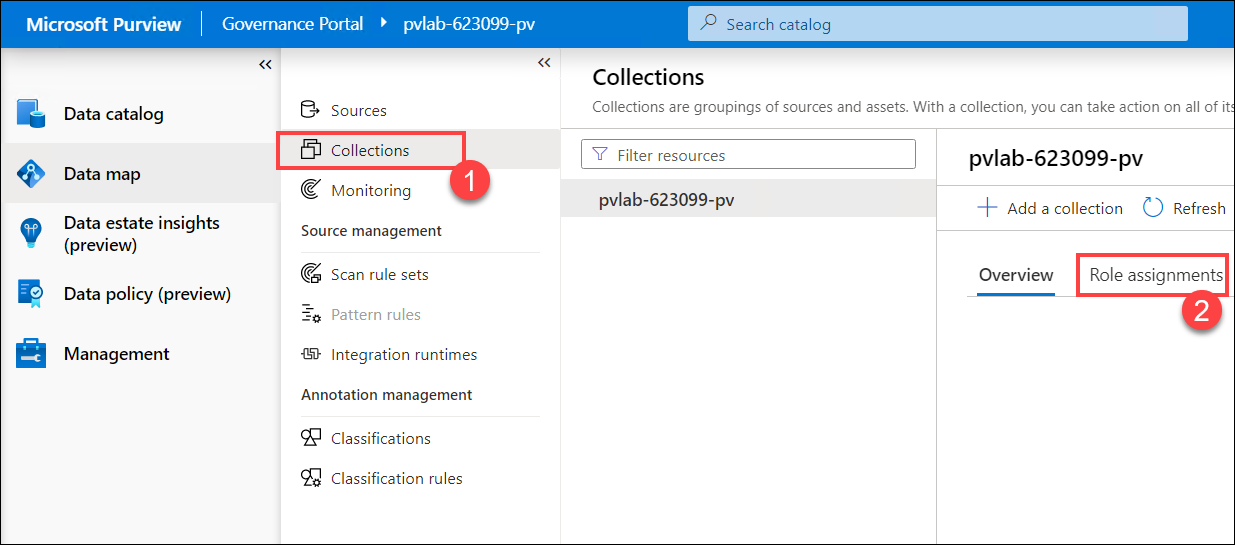 Microsoft Purview
Governance Portal
pvlab-623099-pv
Search catalog
Data catalog
Data map
Data estate insights
(preview)
Data policy (preview)
Management
Sources
Collections
1
Monitoring
Source management
Scan rule sets
Pattern rules
Integration runtimes
Annotation management
Classifications
Classification rules
Collections
Collections are groupings of sources and assets. With a collection, you can take action on all of its
Filter resources
pvlab-623099-pv
pvlab-623099-pv
Add a collection
Refresh
Overview
Role assignments
2